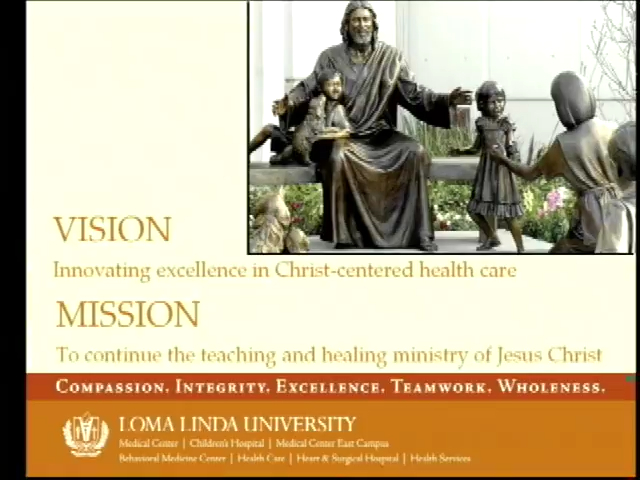 VISION
Innovating excellence in Christ-centered health care
MISSION
To continue the teaching and healing ministry of Jesus Christ
COMPASSION. INTEGRITY. EXCELLENCE. TEAMWORK. WHOLENESS.
LOMA LINDA UNIVERSITY
Medical Center | Children's Hospital | Medical Center East Campus
Behavioral Medicine Center | Health Care | Heart & Surgical Hospital | Health Services